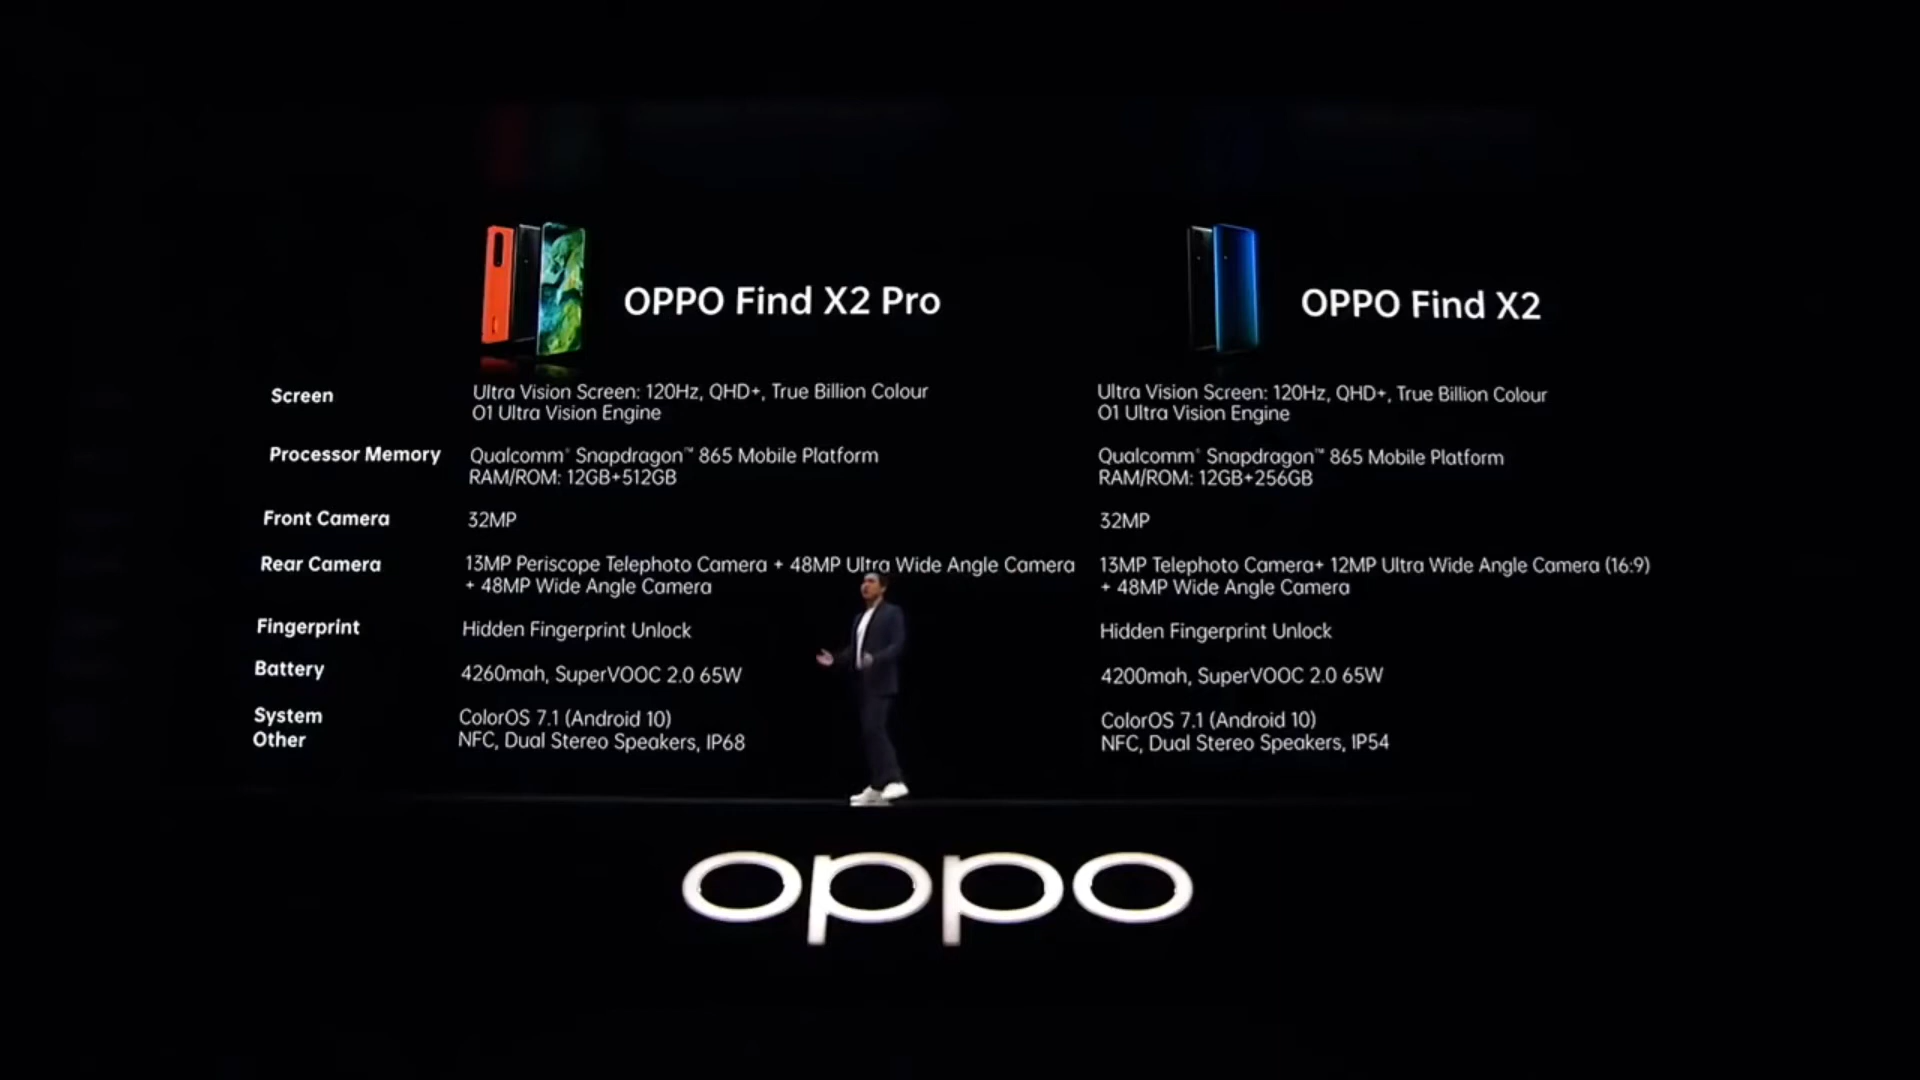 OPPO Find X2 Pro
OPPO Find X2
Screen
Ultra Vision Screen: 120Hz, QHD+, True Billion Colour
O1 Ultra Vision Engine
Ultra Vision Screen: 120Hz, QHD+, True Billion Colour
O1 Ultra Vision Engine
Processor Memory
Qualcomm® Snapdragon™ 865 Mobile Platform
RAM/ROM: 12GB+512GB
Qualcomm® Snapdragon™ 865 Mobile Platform
RAM/ROM: 12GB+256GB
Front Camera
32MP
32MP
Rear Camera
13MP Periscope Telephoto Camera + 48MP Ultra Wide Angle Camera
+ 48MP Wide Angle Camera
13MP Telephoto Camera+ 12MP Ultra Wide Angle Camera (16:9)
+ 48MP Wide Angle Camera
Fingerprint
Hidden Fingerprint Unlock
Hidden Fingerprint Unlock
Battery
4260mah, SuperVOOC 2.0 65W
4200mah, SuperVOOC 2.0 65W
System
ColorOS 7.1 (Android 10)
ColorOS 7.1 (Android 10)
Other
NFC, Dual Stereo Speakers, IP68
NFC, Dual Stereo Speakers, IP54
oppo